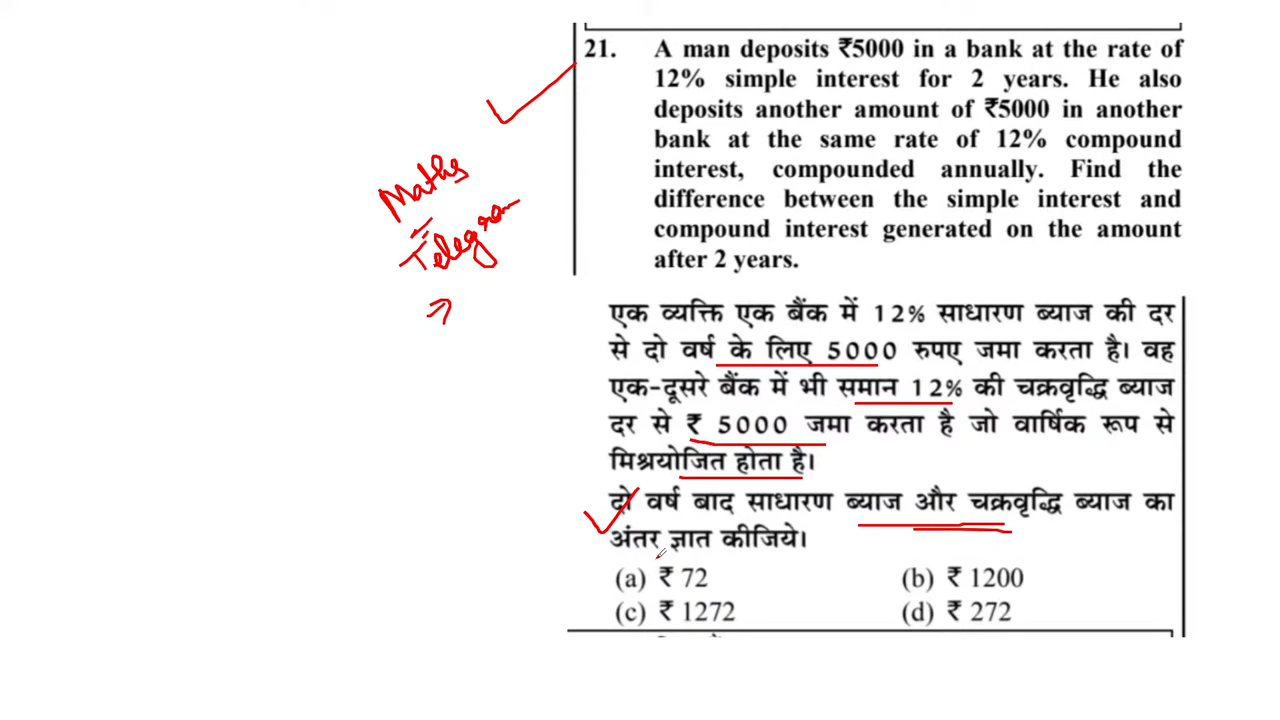 21. A man deposits ₹5000 in a bank at the rate of
12% simple interest for 2 years. He also
deposits another amount of ₹5000 in another
bank at the same rate of 12% compound
interest, compounded annually. Find the
difference between the simple interest and
compound interest generated on the amount
after 2 years.
Maths
Telegram
⇒
एक व्यक्ति एक बैंक में 12% साधारण ब्याज की दर
से दो वर्ष के लिए 5000 रुपए जमा करता है। वह
एक-दूसरे बैंक में भी समान 12% की चक्रवृद्धि ब्याज
दर से ₹ 5000 जमा करता है जो वार्षिक रूप से
मिश्रयोजित होता है।
दो वर्ष बाद साधारण ब्याज और चक्रवृद्धि ब्याज का
अंतर ज्ञात कीजिये।
(a) ₹ 72 (b) ₹ 1200
(c) ₹ 1272 (d) ₹ 272